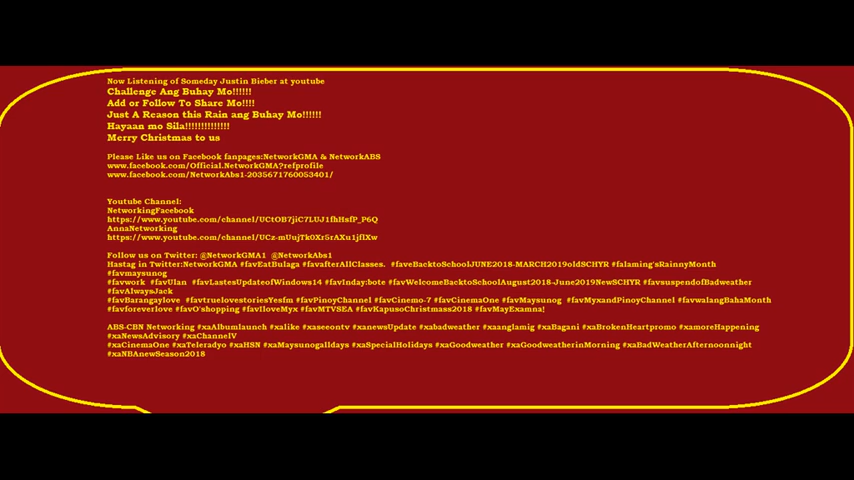 Now Listening of Someday Justin Bieber at youtube
Challenge Ang Buhay Mo!!!!!!
Add or Follow To Share Mo!!!!
Just A Reason this Rain ang Buhay Mo!!!!!!
Hayaan mo Sila!!!!!!!!!!!!!!
Merry Christmas to us
Please Like us on Facebook fanpages:NetworkGMA & NetworkABS
www.facebook.com/Official.NetworkGMA?refprofile
www.facebook.com/NetworkAbs1-2035671760053401/
Youtube Channel:
NetworkingFacebook
https://www.youtube.com/channel/UCtOB7jiC7LUJ1fhHsfP_P6Q
AnnaNetworking
https://www.youtube.com/channel/UCz-mUujTk0Xr5rAXu1jflXw
Follow us on Twitter: @NetworkGMA1 @NetworkAbs1
Hastag in Twitter:NetworkGMA #favEatBulaga #favafterAllClasses. #faveBacktoSchoolJUNE2018-MARCH2019oldSCHYR #falaming'sRainnyMonth
#favmaysunog
#favwork #favUlan #favLastesUpdateofWindows14 #favInday:bote #favWelcomeBacktoSchoolAugust2018-June2019NewSCHYR #favsuspendofBadweather
#favAlwaysJack
#favBarangaylove #favtruelovestoriesYesfm #favPinoyChannel #favCinemo-7 #favCinemaOne #favMaysunog #favMyxandPinoyChannel #favwalangBahaMonth
#favforeverlove #favO'shopping #favIloveMyx #favMTVSEA #favKapusoChristmass2018 #favMayExamna!
ABS-CBN Networking #xaAlbumlaunch #xalike #xaseeontv #xanewsUpdate #xabadweather #xaanglamig #xaBagani #xaBrokenHeartpromo #xamoreHappening
#xaNewsAdvisory #xaChannelV
#xaCinemaOne #xaTeleradyo #xaHSN #xaMaysunogalldays #xaSpecialHolidays #xaGoodweather #xaGoodweatherinMorning #xaBadWeatherAfternoonnight
#xaNBAnewSeason2018